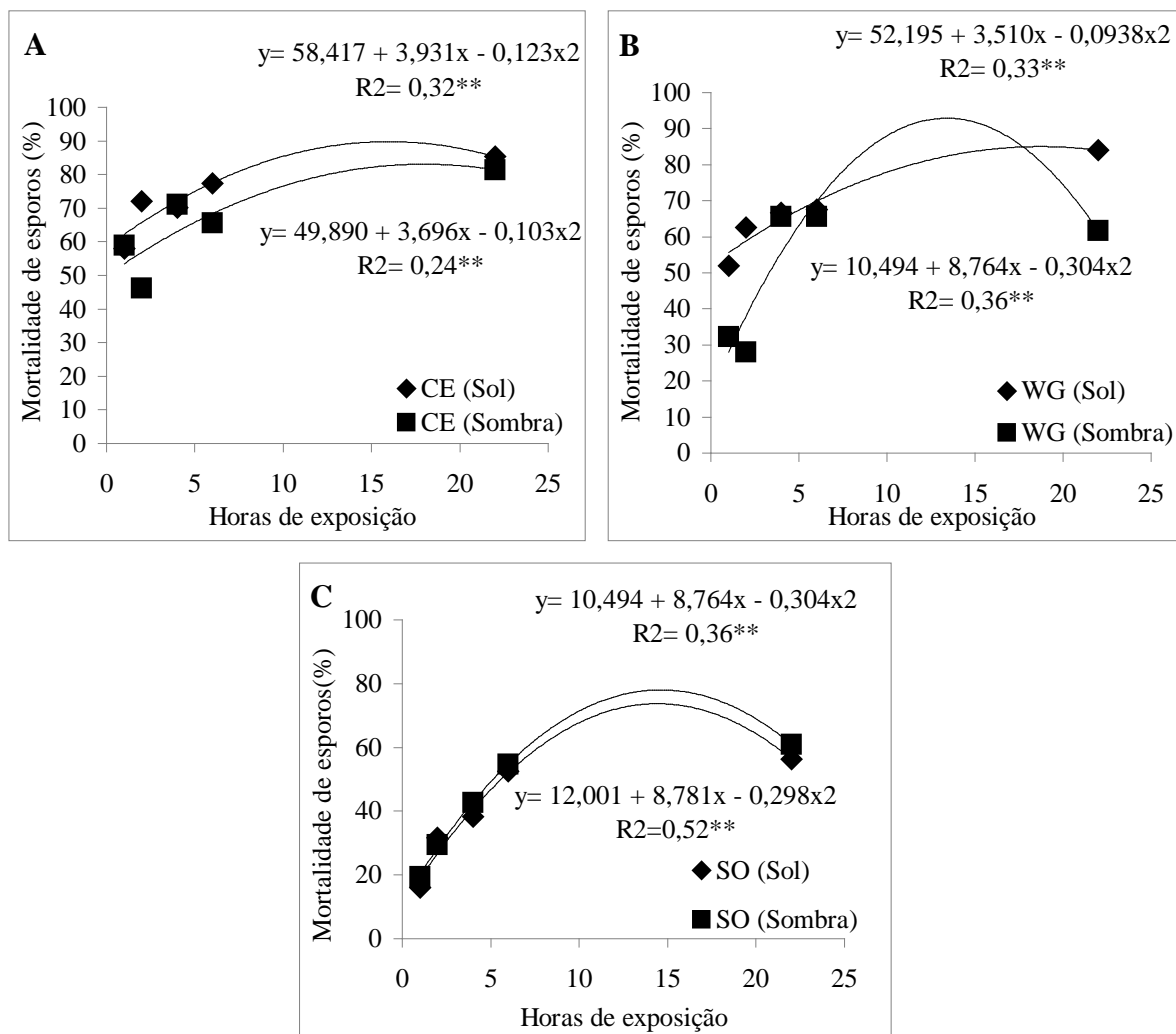 A
y= 58,417 + 3,931x - 0,123x2
R2= 0,32**
Mortalidade de esporos (%)
100
90
80
70
60
50
40
30
20
10
0
y= 49,890 + 3,696x - 0,103x2
R2= 0,24**
CE (Sol)
CE (Sombra)
0 5 10 15 20 25
Horas de exposição
B
y= 52,195 + 3,510x - 0,0938x2
R2= 0,33**
Mortalidade de esporos (%)
100
90
80
70
60
50
40
30
20
10
0
y= 10,494 + 8,764x - 0,304x2
R2= 0,36**
WG (Sol)
WG (Sombra)
0 5 10 15 20 25
Horas de exposição
C
y= 10,494 + 8,764x - 0,304x2
R2= 0,36**
Mortalidade de esporos(%)
100
80
60
40
20
0
y= 12,001 + 8,781x - 0,298x2
R2=0,52**
SO (Sol)
SO (Sombra)
0 5 10 15 20 25
Horas de exposição